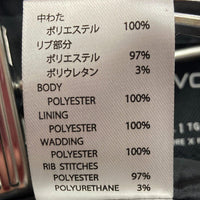 中わた
ポリエステル 100%
リブ部分
ポリエステル 97%
ポリウレタン 3%
BODY
POLYESTER 100%
LINING
POLYESTER 100%
WADDING
POLYESTER 100%
RIB STITCHES
POLYESTER 97%
POLYURETHANE 3%